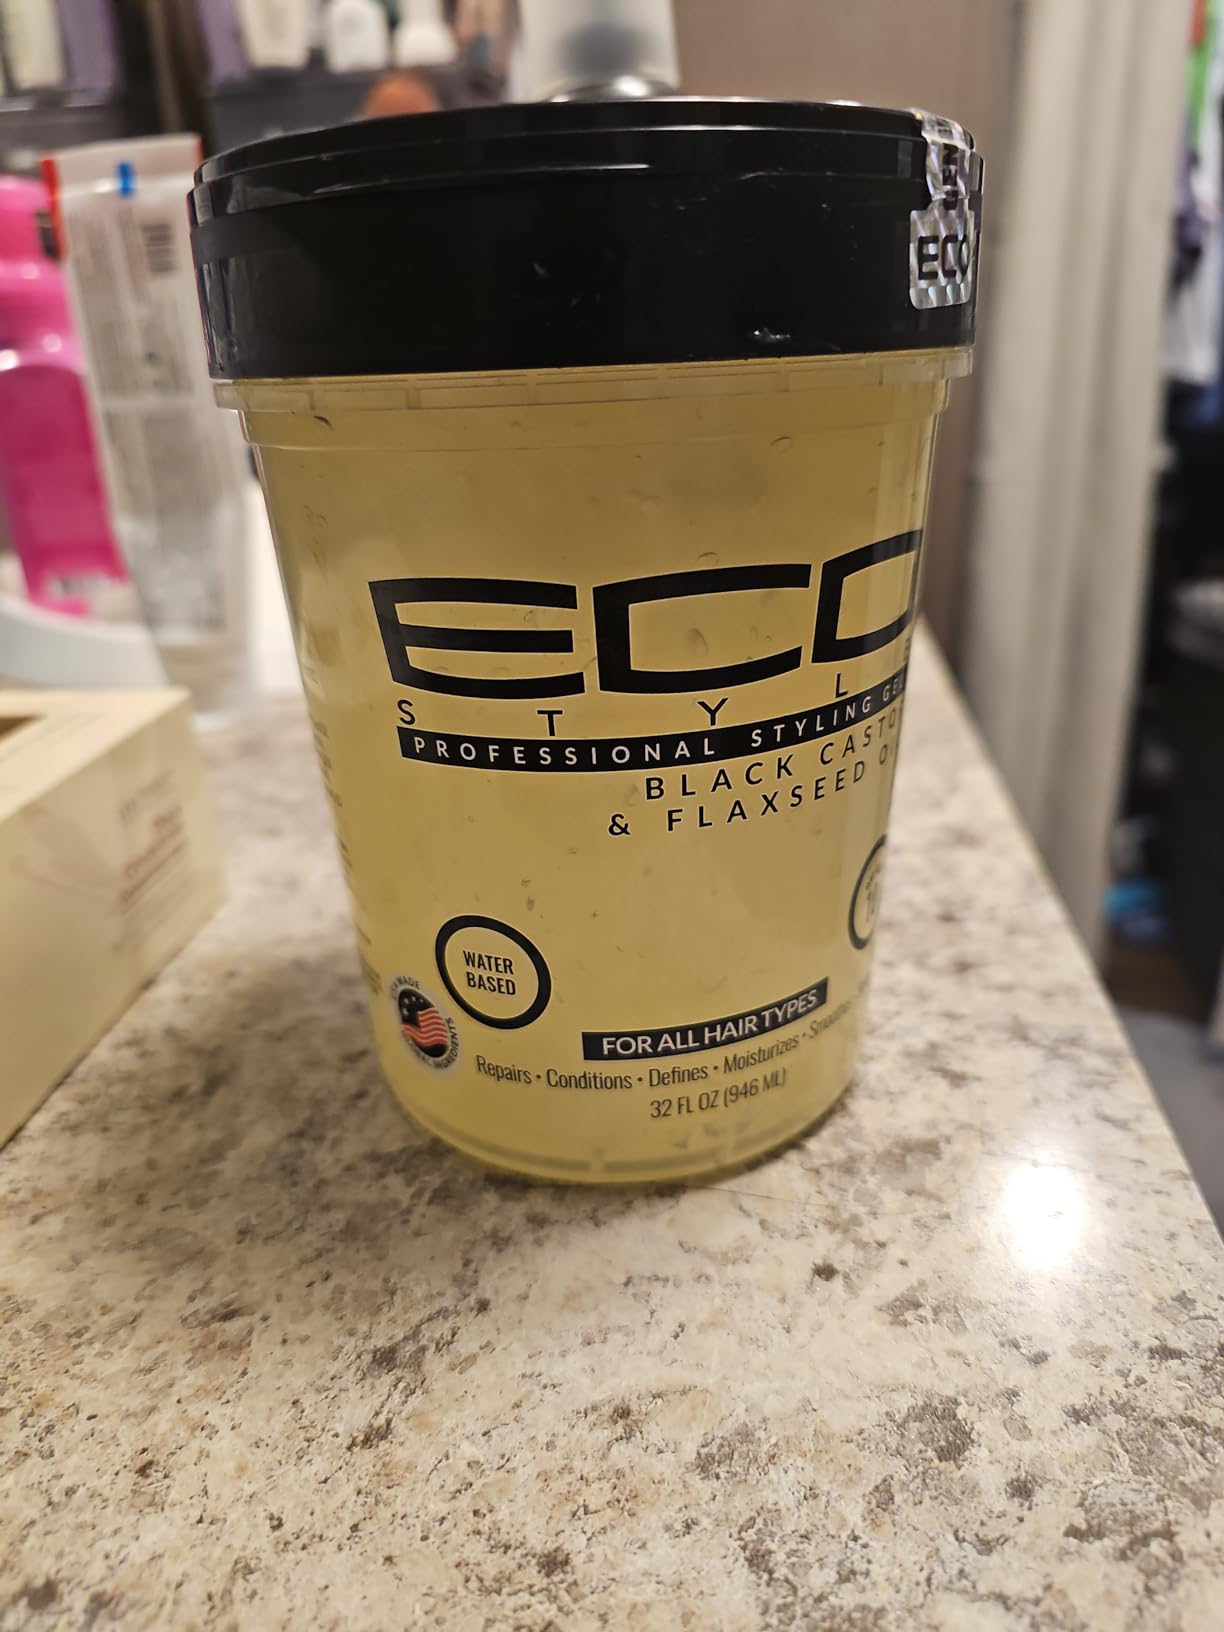 ECO
ECO
STYL
PROFESSIONAL STYLING GEL
BLACK CASTO
& FLAXSEED
WATER
BASED
FOR ALL HAIR TYPES
Repairs • Conditions • Defines • Moisturizes •
32 FL OZ (946 ML)